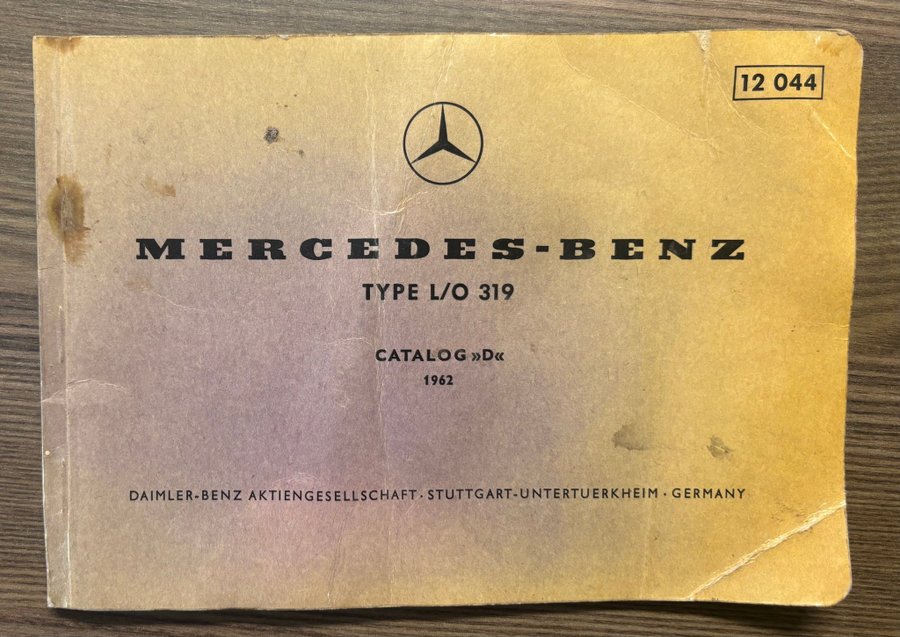 12 044
MERCEDES-BENZ
TYPE L/O 319
CATALOG »D«
1962
DAIMLER-BENZ AKTIENGESELLSCHAFT · STUTTGART-UNTERTUERKHEIM · GERMANY